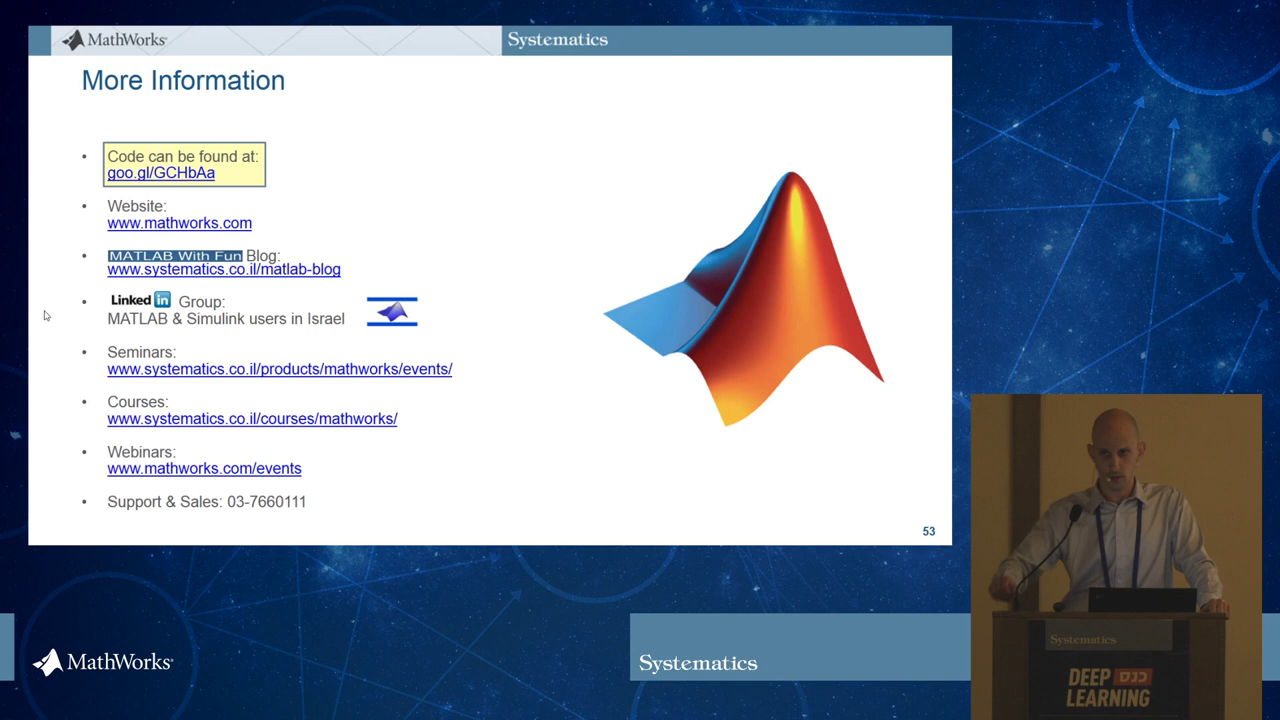 MathWorks®
Systematics
More Information
• Code can be found at:
goo.gl/GCHbAa
• Website:
www.mathworks.com
• MATLAB With Fun Blog:
www.systematics.co.il/matlab-blog
• Linked in Group:
MATLAB & Simulink users in Israel
• Seminars:
www.systematics.co.il/products/mathworks/events/
• Courses:
www.systematics.co.il/courses/mathworks/
• Webinars:
www.mathworks.com/events
• Support & Sales: 03-7660111
53
MathWorks®
Systematics
Systematics
DEEP כנס
LEARNING